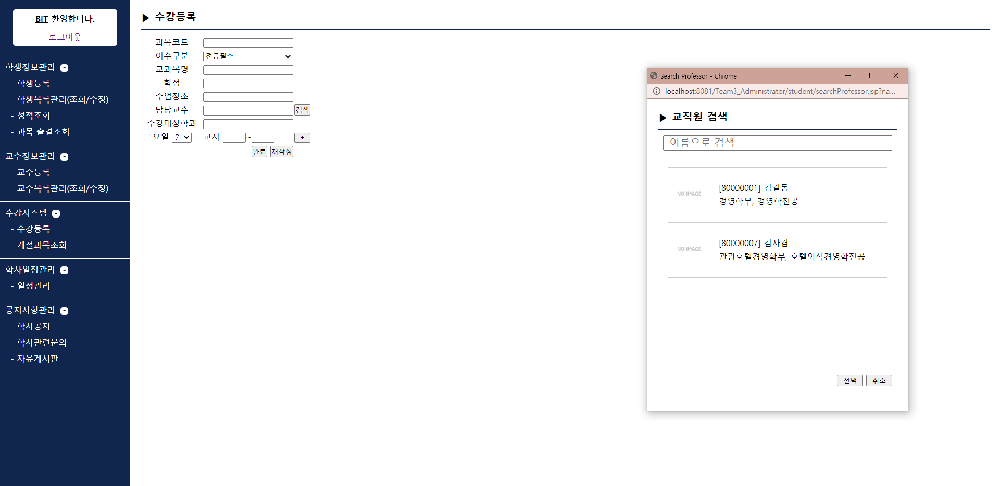 BIT 환영합니다.
로그아웃
학생정보관리 -
- 학생등록
- 학생목록관리(조회/수정)
- 성적조회
- 과목 출결조회
교수정보관리 -
- 교수등록
- 교수목록관리(조회/수정)
수강시스템 -
- 수강등록
- 개설과목조회
학사일정관리 -
- 일정관리
공지사항관리 -
- 학사공지
- 학사관련문의
- 자유게시판
▶ 수강등록
과목코드
이수구분 전공필수
교과목명
학점
수업장소
담당교수 검색
수강대상학과
요일 월 교시 ~ +
완료 재작성
Search Professor - Chrome
localhost:8081/Team3_Administrator/student/searchProfessor.jsp?na...
▶ 교직원 검색
이름으로 검색
NO-IMAGE
[80000001] 김길동
경영학부, 경영학전공
NO-IMAGE
[80000007] 김자겸
관광호텔경영학부, 호텔외식경영학전공
선택 취소